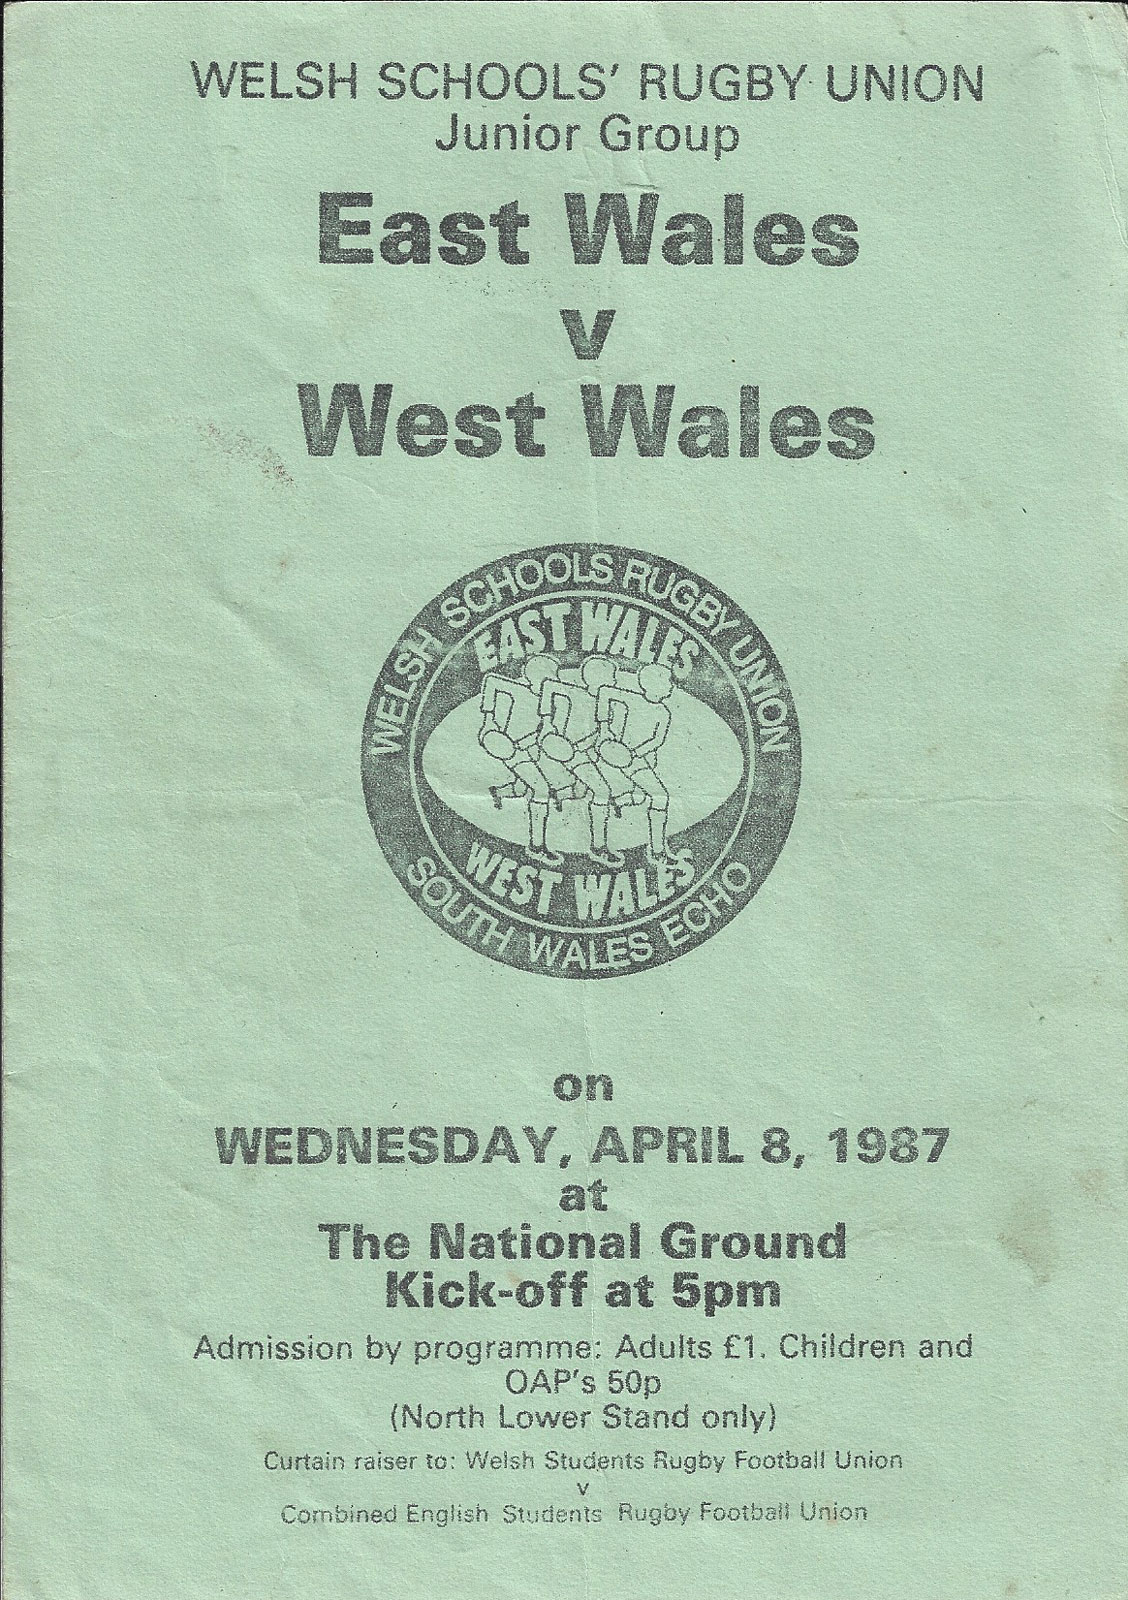 WELSH SCHOOLS' RUGBY UNION
Junior Group
East Wales
v
West Wales
WELSH SCHOOLS RUGBY UNION
EAST WALES
WEST WALES
SOUTH WALES ECHO
on
WEDNESDAY, APRIL 8, 1987
at
The National Ground
Kick-off at 5pm
Admission by programme: Adults £1. Children and
OAP's 50p
(North Lower Stand only)
Curtain raiser to: Welsh Students Rugby Football Union
v
Combined English Students Rugby Football Union